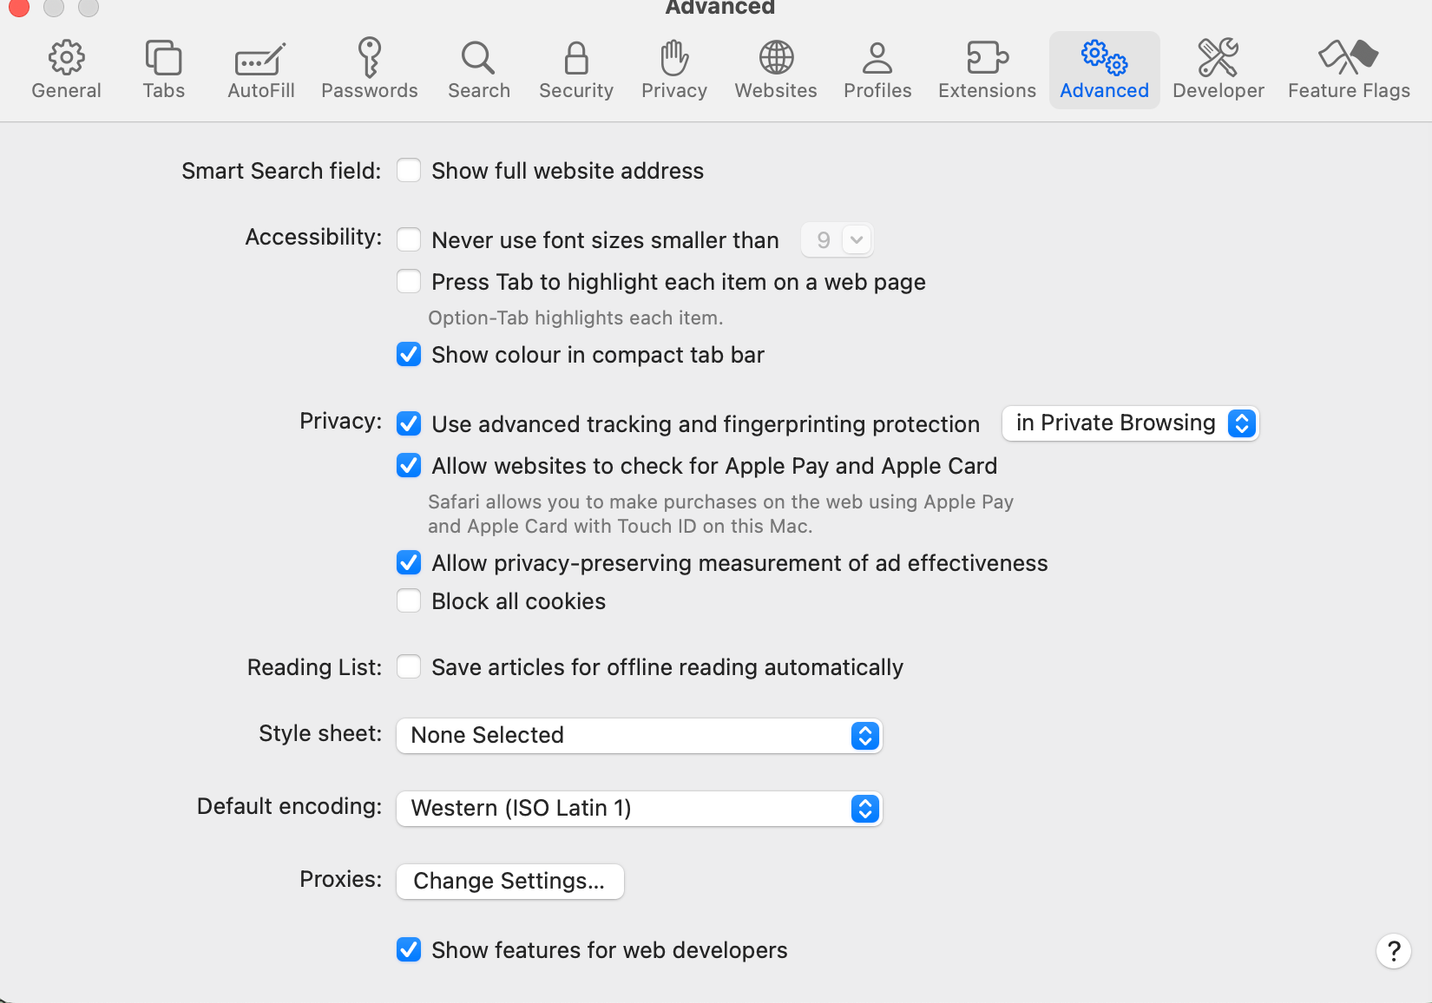 Advanced
General
Tabs
AutoFill
Passwords
Search
Security
Privacy
Websites
Profiles
Extensions
Advanced
Developer
Feature Flags
Smart Search field: Show full website address
Accessibility: Never use font sizes smaller than 9
Press Tab to highlight each item on a web page
Option-Tab highlights each item.
Show colour in compact tab bar
Privacy: Use advanced tracking and fingerprinting protection in Private Browsing
Allow websites to check for Apple Pay and Apple Card
Safari allows you to make purchases on the web using Apple Pay
and Apple Card with Touch ID on this Mac.
Allow privacy-preserving measurement of ad effectiveness
Block all cookies
Reading List: Save articles for offline reading automatically
Style sheet: None Selected
Default encoding: Western (ISO Latin 1)
Proxies: Change Settings...
Show features for web developers
?